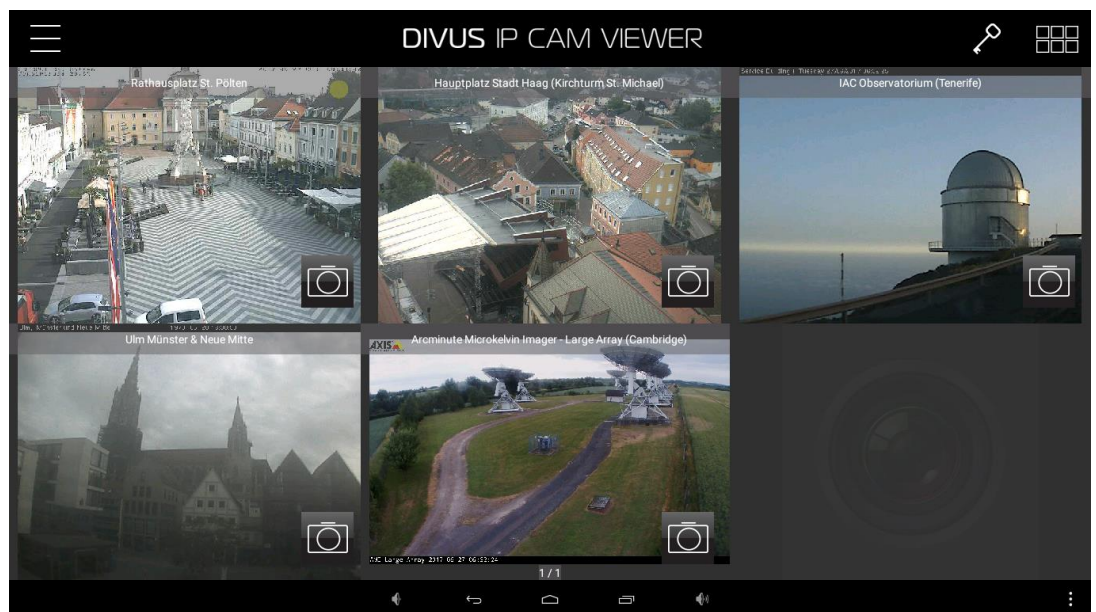 DIVUS IP CAM VIEWER
Rathausplatz St. Pölten
Hauptplatz Stadt Haag (Kirchturm St. Michael)
IAC Observatorium (Tenerife)
Ulm Münster & Neue Mitte
AXIS
Arcminute Microkelvin Imager - Large Array (Cambridge)
1 / 1